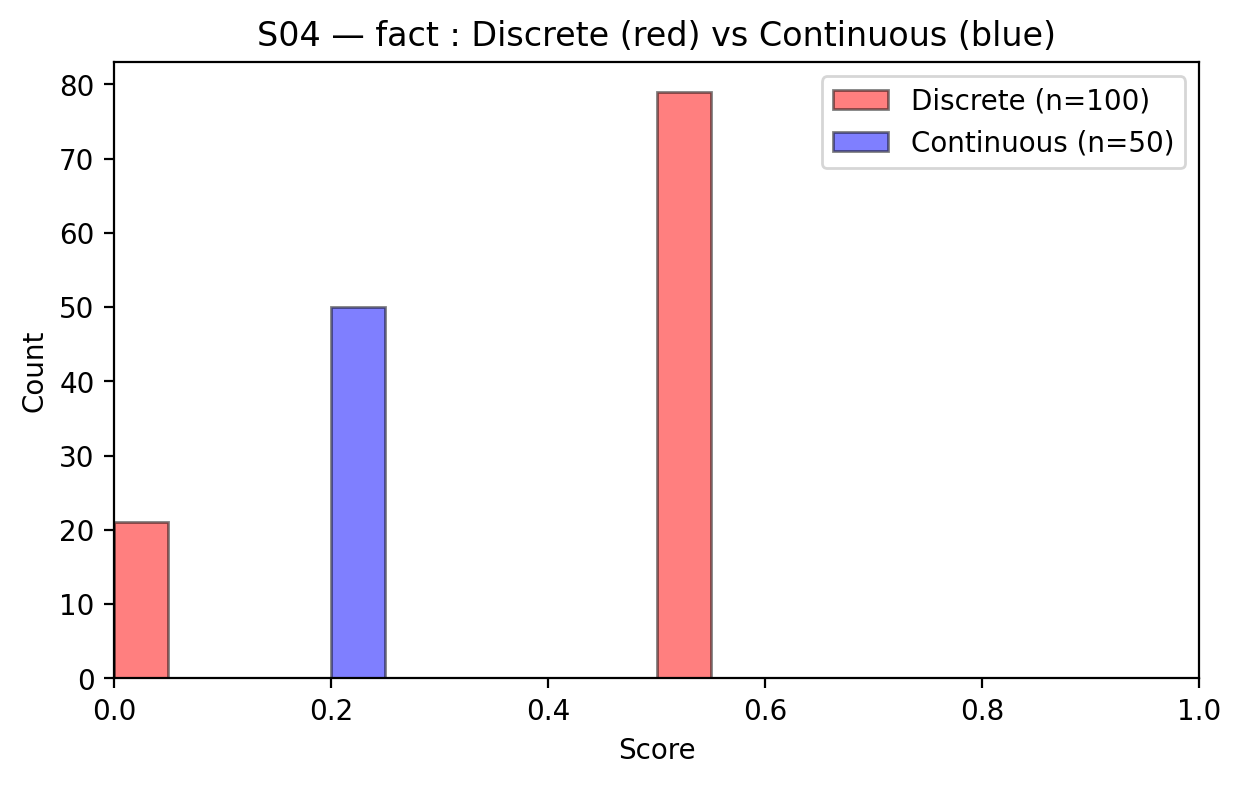 S04 — fact : Discrete (red) vs Continuous (blue)
Discrete (n=100)
Continuous (n=50)
80
70
60
50
40
30
20
10
0
Count
0.0 0.2 0.4 0.6 0.8 1.0
Score